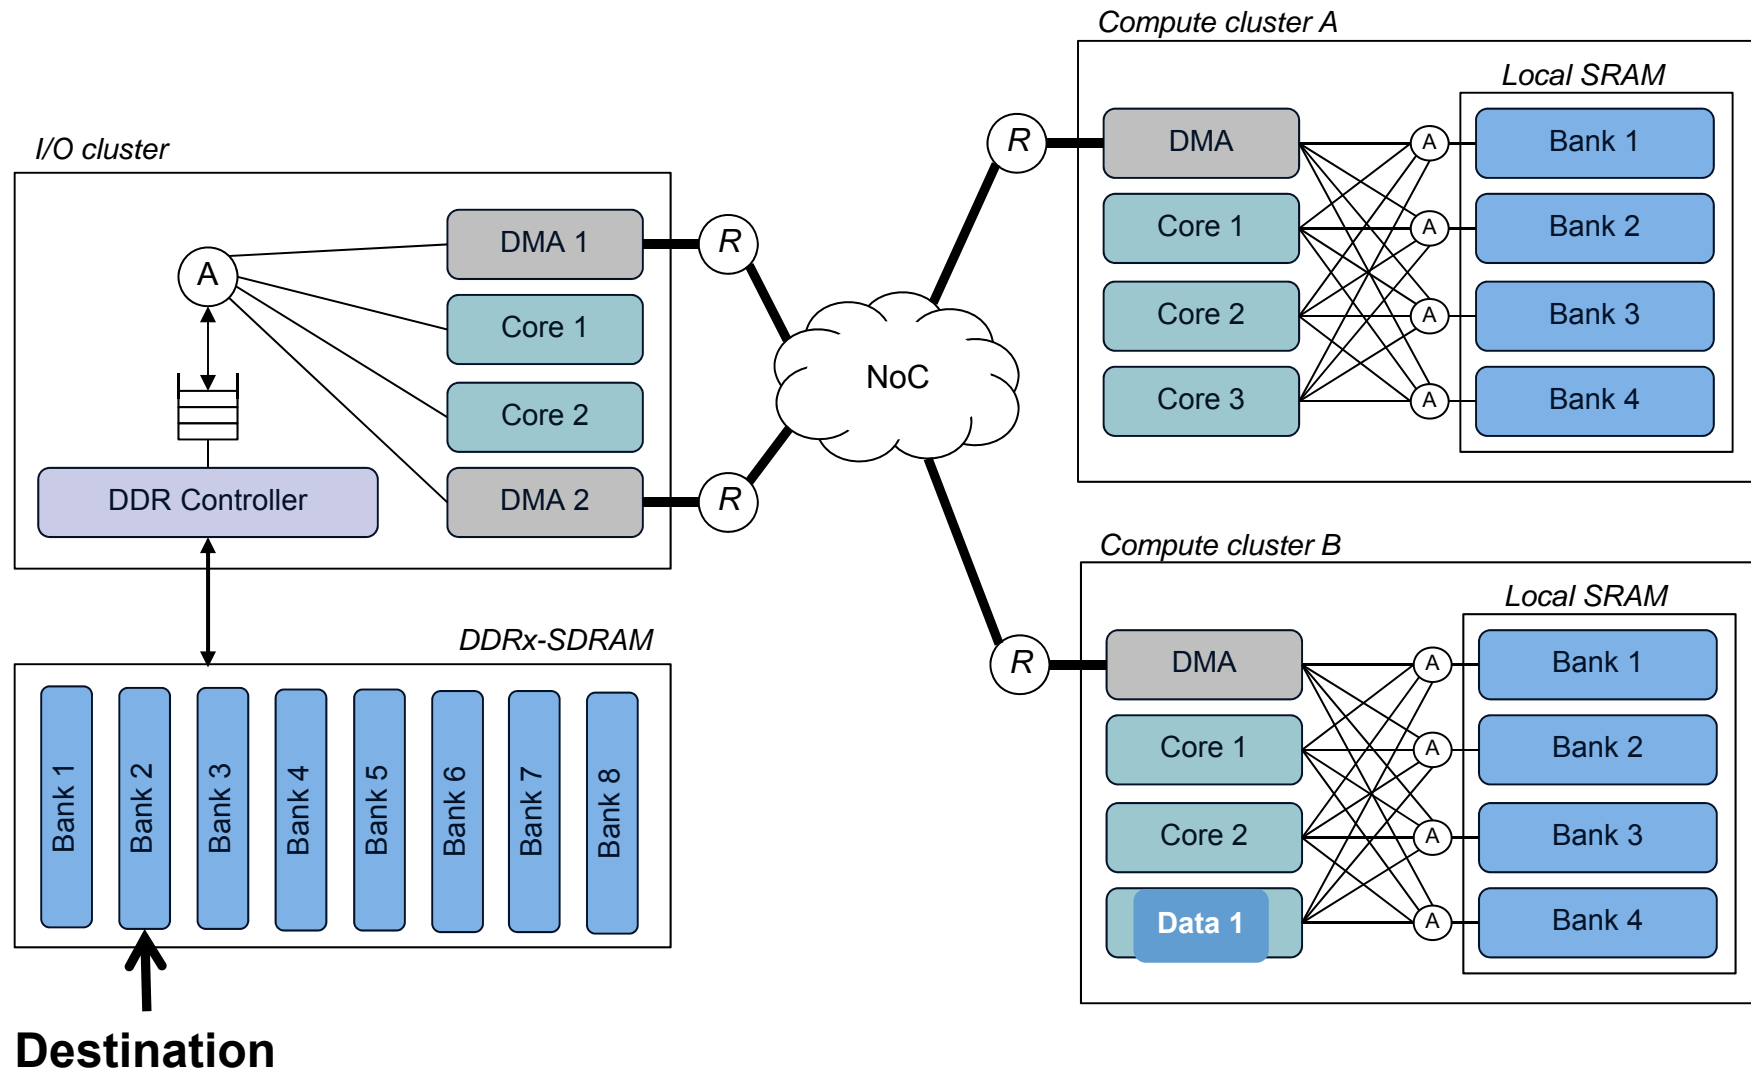 Compute cluster A
Local SRAM
DMA
Core 1
Core 2
Core 3
A
A
A
A
Bank 1
Bank 2
Bank 3
Bank 4
R
I/O cluster
A
DMA 1
Core 1
Core 2
DMA 2
DDR Controller
R
R
NoC
DDRx-SDRAM
Bank 1
Bank 2
Bank 3
Bank 4
Bank 5
Bank 6
Bank 7
Bank 8
Destination
Compute cluster B
Local SRAM
R
DMA
Core 1
Core 2
Data 1
A
A
A
A
Bank 1
Bank 2
Bank 3
Bank 4